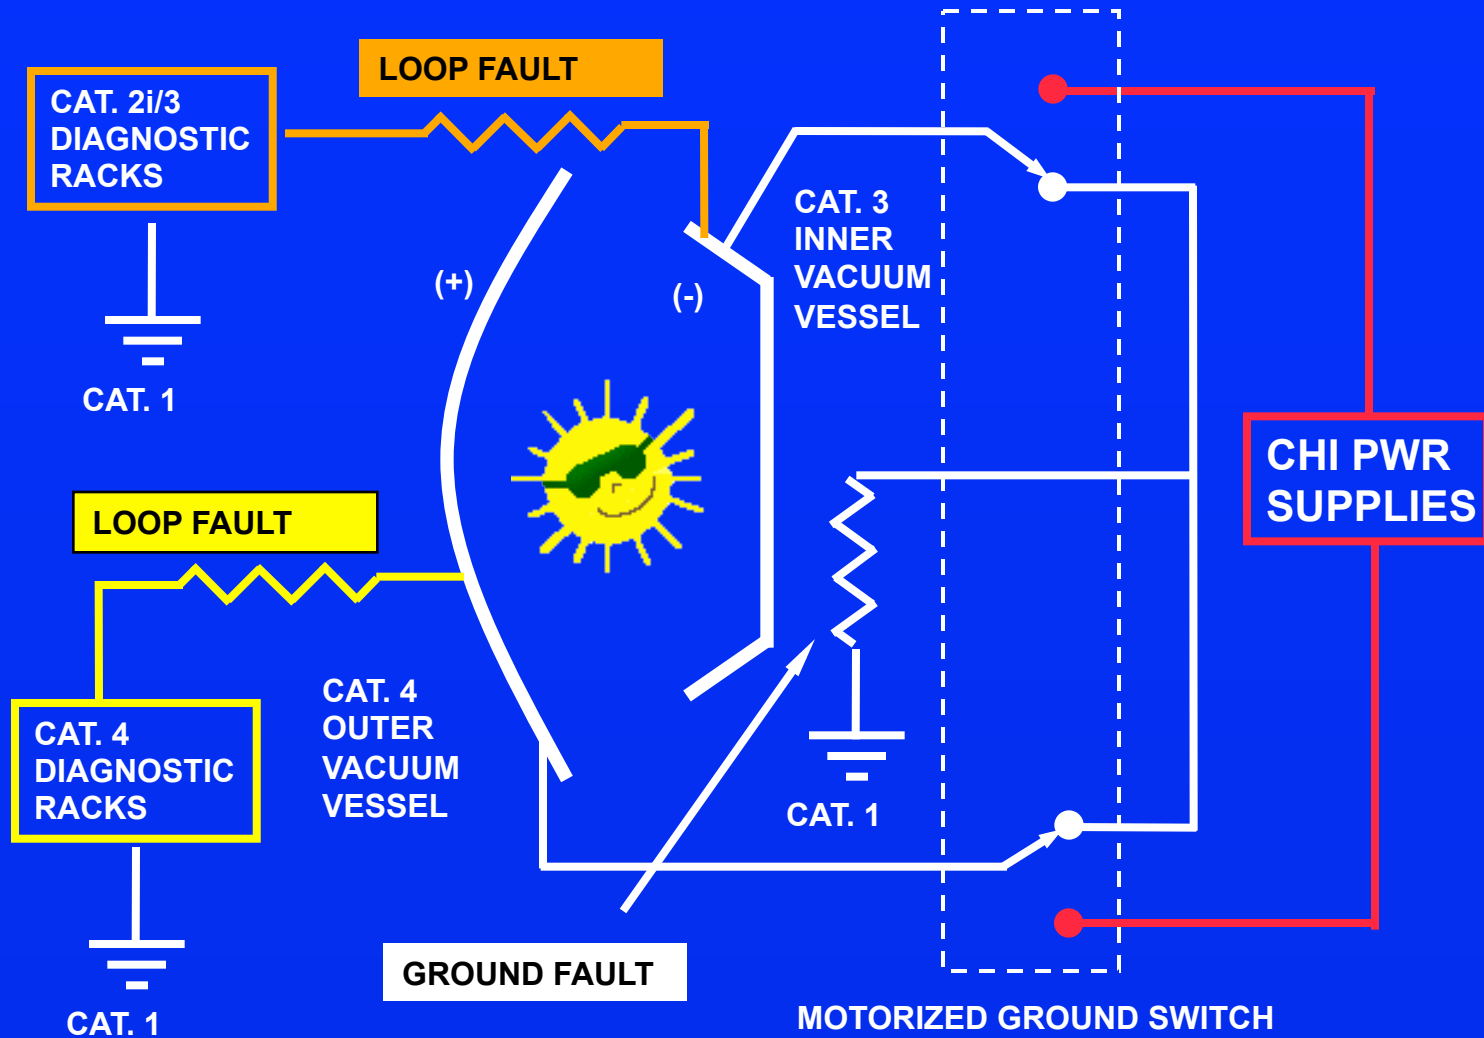 LOOP FAULT
CAT. 2i/3
DIAGNOSTIC
RACKS
CAT. 1
(+)
(-)
CAT. 3
INNER
VACUUM
VESSEL
CHI PWR
SUPPLIES
LOOP FAULT
CAT. 4
DIAGNOSTIC
RACKS
CAT. 1
CAT. 4
OUTER
VACUUM
VESSEL
CAT. 1
GROUND FAULT
MOTORIZED GROUND SWITCH